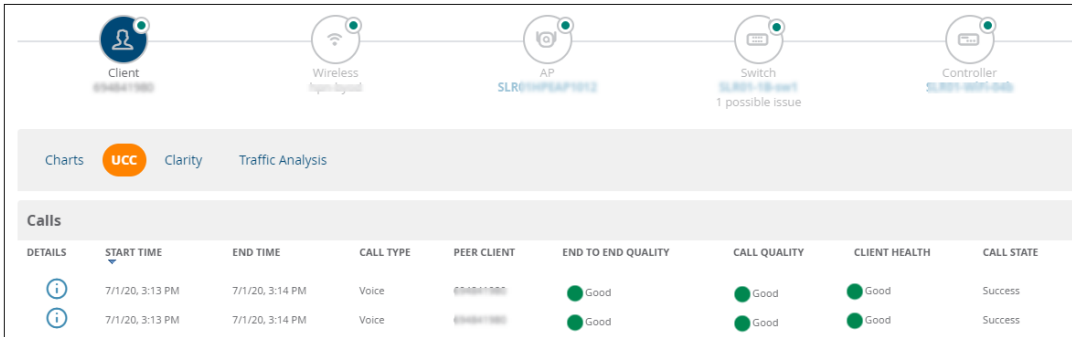 Client Wireless AP Switch Controller
1 possible issue
Charts UCC Clarity Traffic Analysis
Calls
DETAILS START TIME END TIME CALL TYPE PEER CLIENT END TO END QUALITY CALL QUALITY CLIENT HEALTH CALL STATE
7/1/20, 3:13 PM 7/1/20, 3:14 PM Voice Good Good Good Success
7/1/20, 3:13 PM 7/1/20, 3:14 PM Voice Good Good Good Success